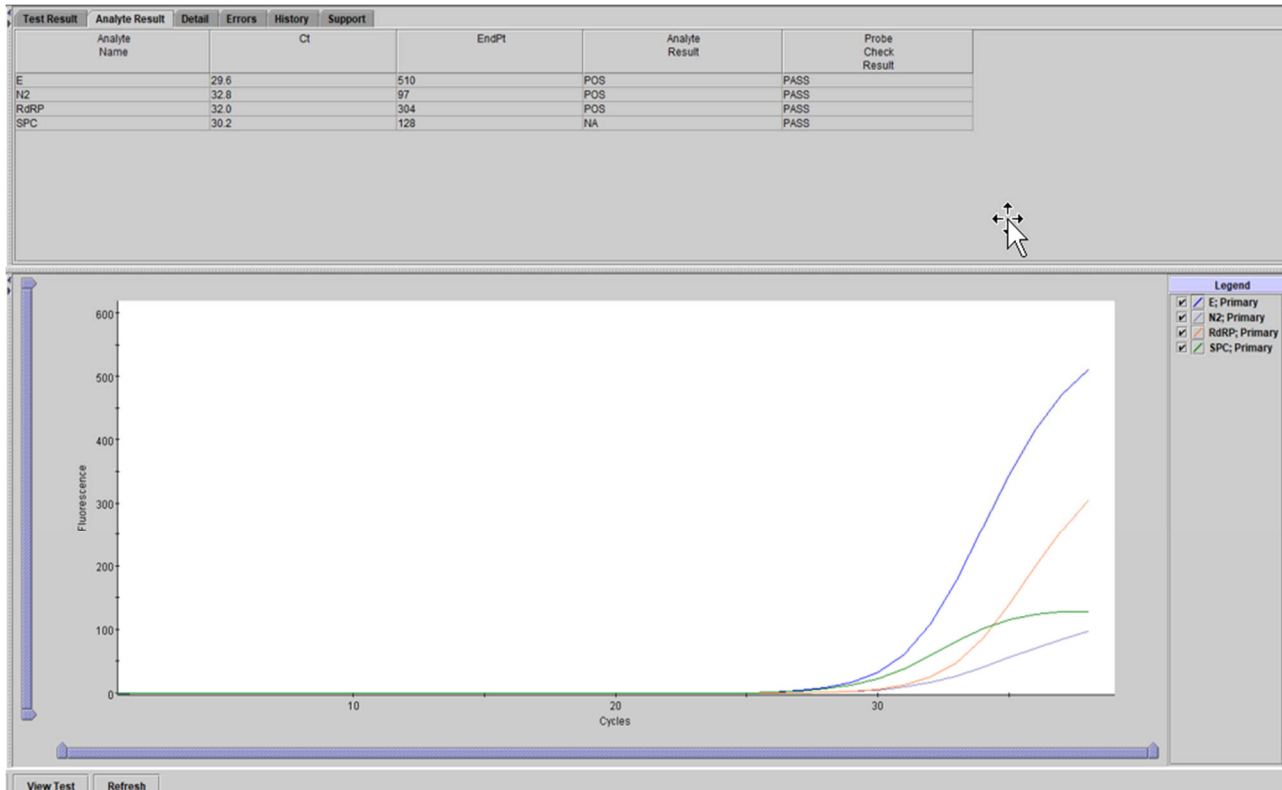 Test Result Analyte Result Detail Errors History Support
Analyte Name Ct EndPt Analyte Result Probe Check Result
E 29.6 510 POS PASS
N2 32.8 97 POS PASS
RdRP 32.0 304 POS PASS
SPC 30.2 128 NA PASS
Legend
E; Primary
N2; Primary
RdRP; Primary
SPC; Primary
600
500
400
300
200
100
0
Fluorescence
10 20 30
Cycles
View Test Refresh